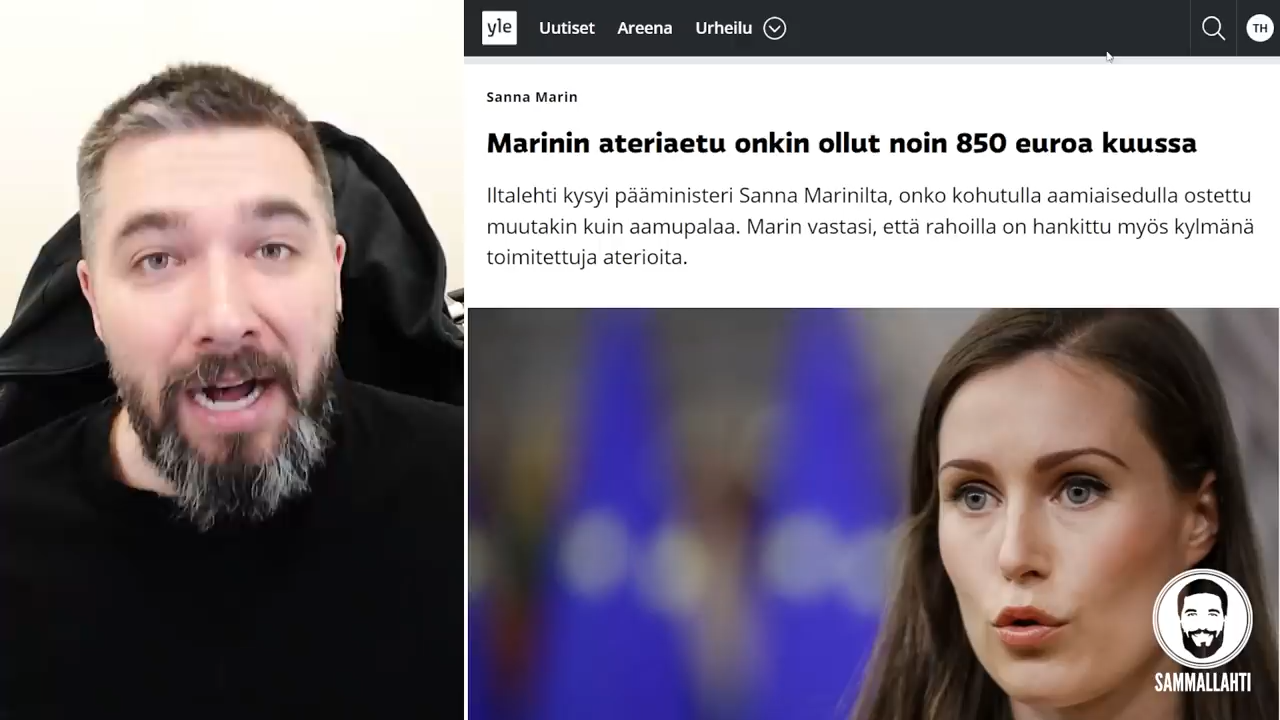 yle Uutiset Areena Urheilu TH
Sanna Marin
Marinin ateriaetu onkin ollut noin 850 euroa kuussa
Iltalehti kysyi pääministeri Sanna Marinilta, onko kohutulla aamiaisedulla ostettu
muutakin kuin aamupalaa. Marin vastasi, että rahoilla on hankittu myös kylmänä
toimitettuja aterioita.
SAMMALLAHTI